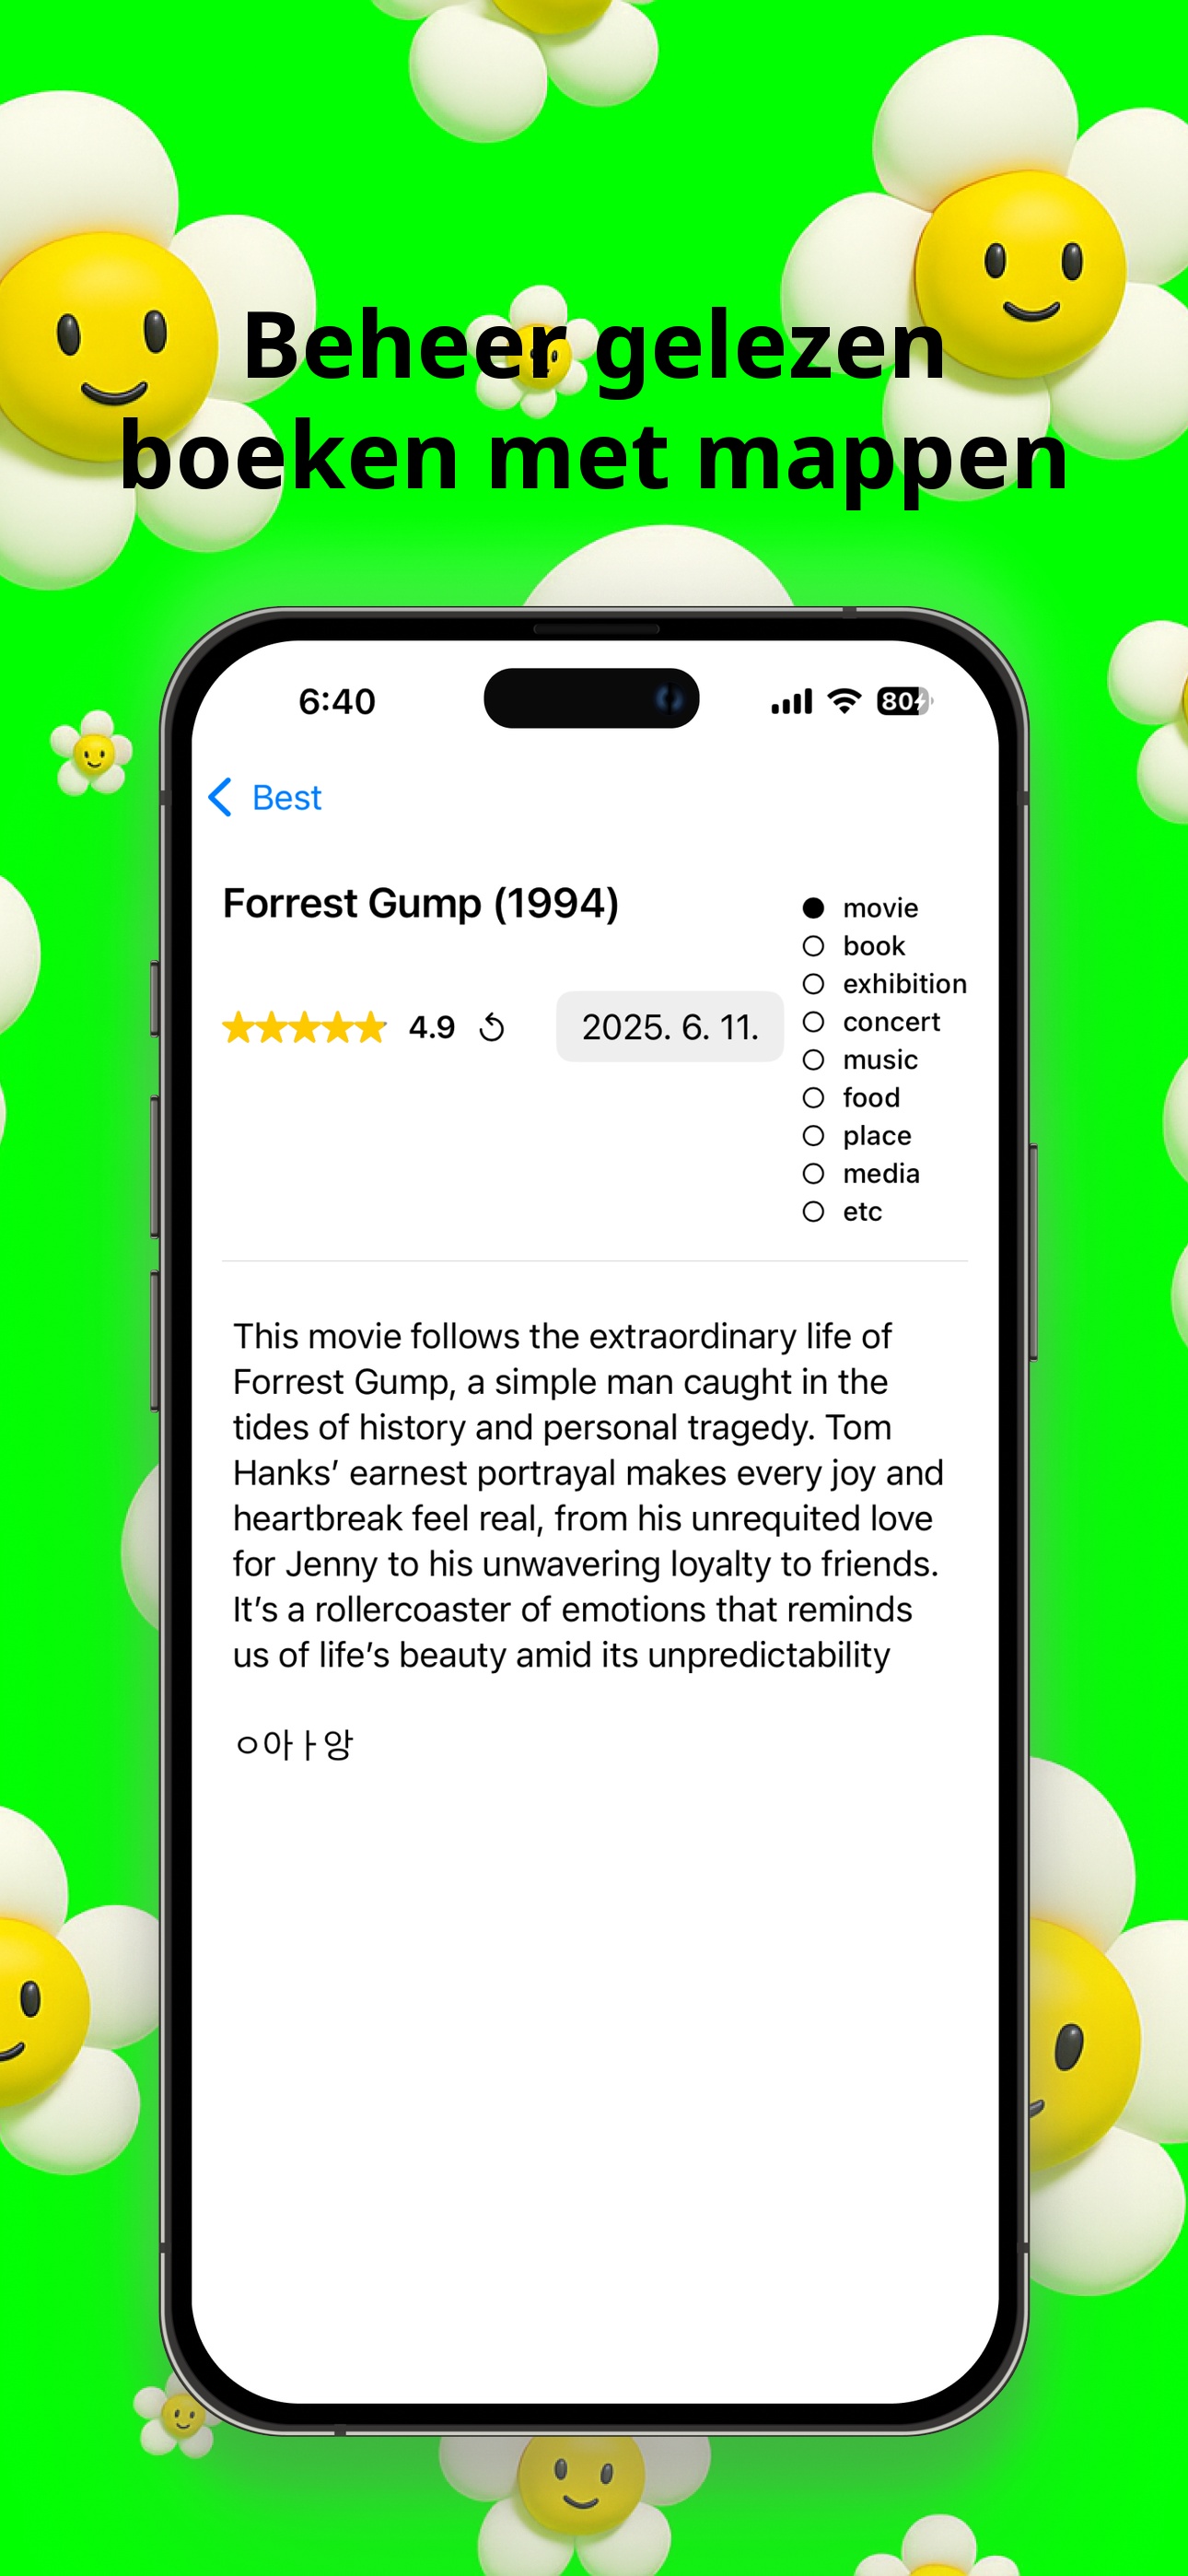 Beheer gelezen
boeken met mappen
6:40
80
Best
Forrest Gump (1994)
4.9
2025. 6. 11.
movie
book
exhibition
concert
music
food
place
media
etc
This movie follows the extraordinary life of
Forrest Gump, a simple man caught in the
tides of history and personal tragedy. Tom
Hanks’ earnest portrayal makes every joy and
heartbreak feel real, from his unrequited love
for Jenny to his unwavering loyalty to friends.
It’s a rollercoaster of emotions that reminds
us of life’s beauty amid its unpredictability
ㅇ아ㅏ앙